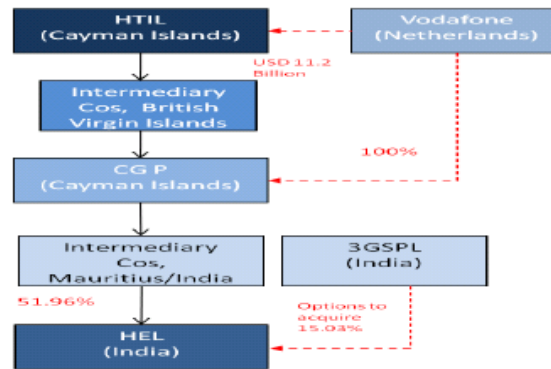 HTIL
(Cayman Islands)
Vodafone
(Netherlands)
USD 11.2
Billion
Intermediary
Cos, British
Virgin Islands
100%
CG P
(Cayman Islands)
Intermediary
Cos,
Mauritius/India
3GSPL
(India)
51.96%
Options to
acquire
15.03%
HEL
(India)